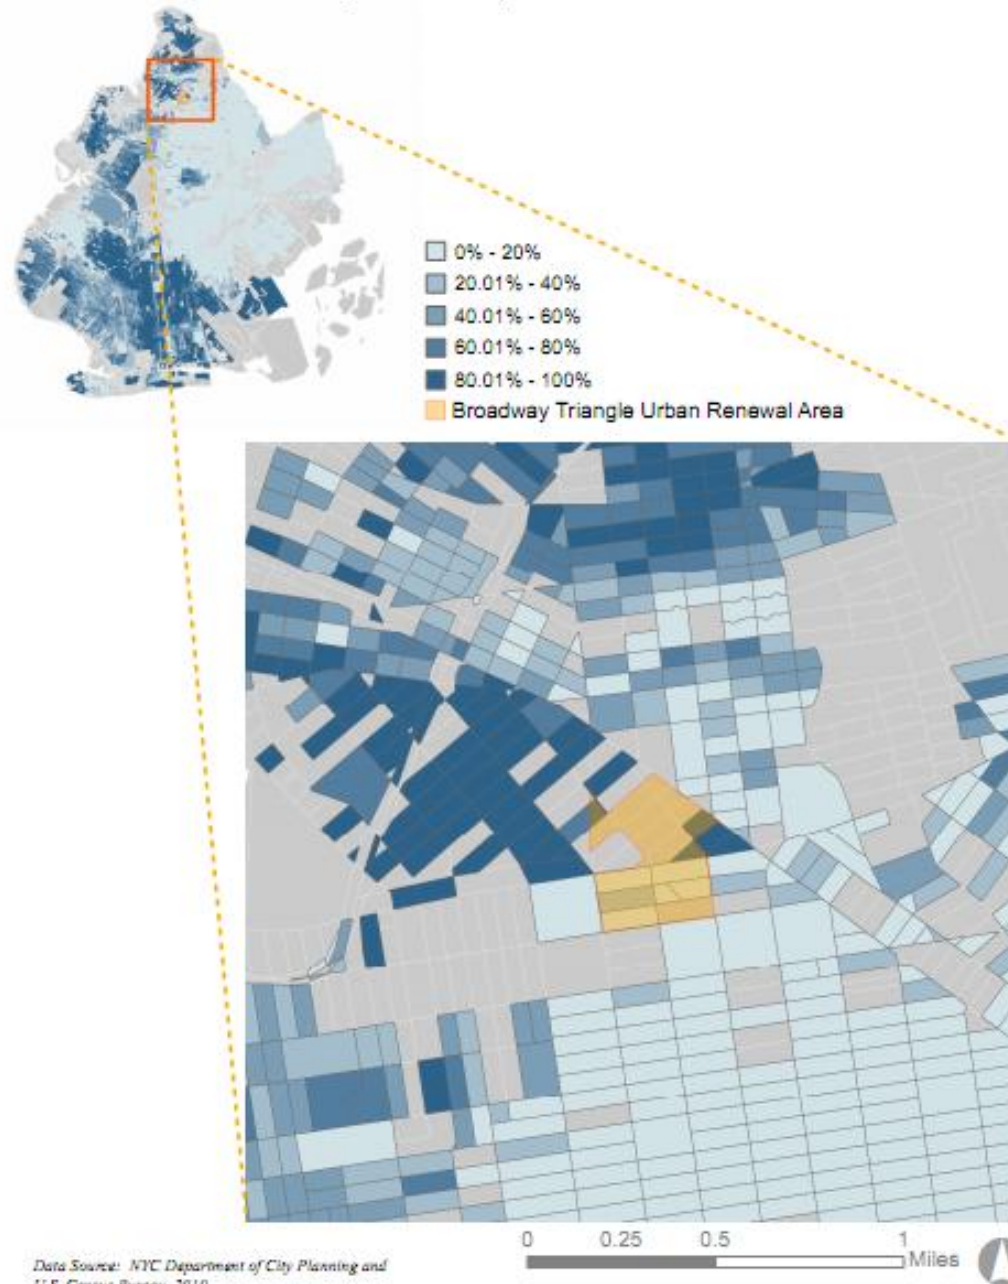 0% - 20%
20.01% - 40%
40.01% - 60%
60.01% - 80%
80.01% - 100%
Broadway Triangle Urban Renewal Area
0 0.25 0.5 1
Miles
Data Source: NYC Department of City Planning and